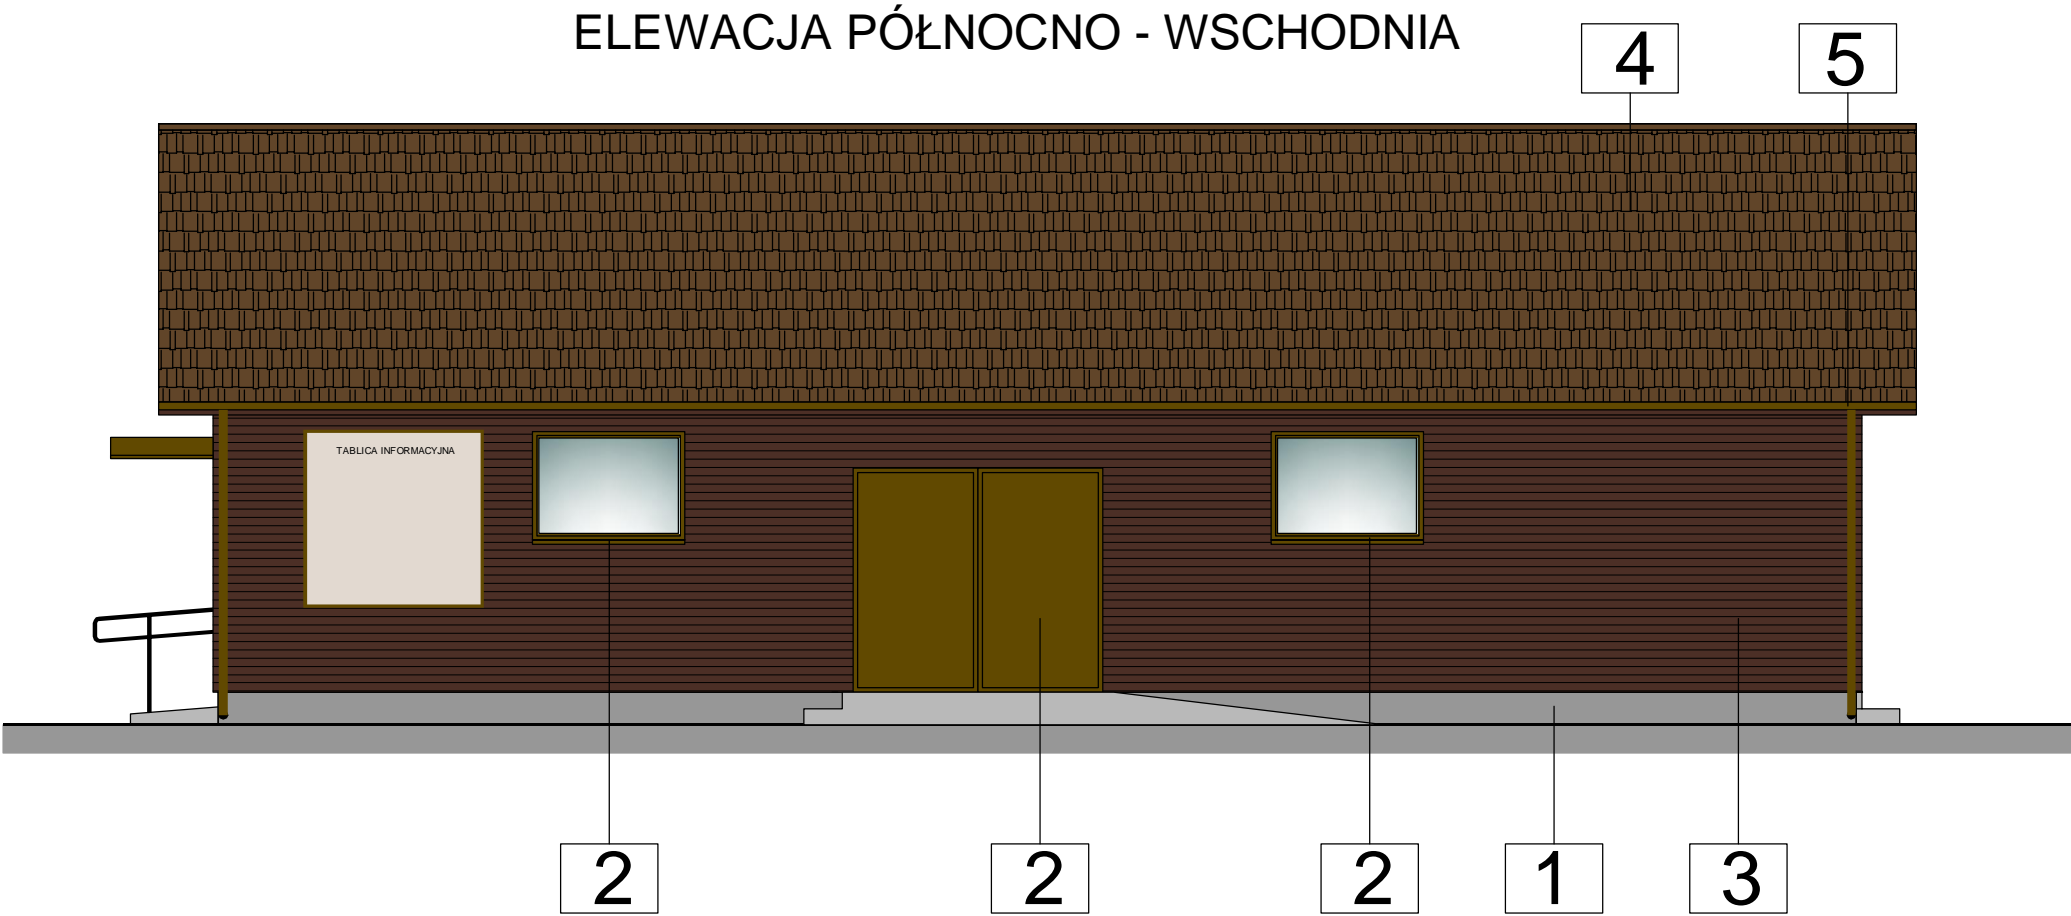 ELEWACJA PÓŁNOCNO - WSCHODNIA
4 5
TABLICA INFORMACYJNA
2 2 2 1 3